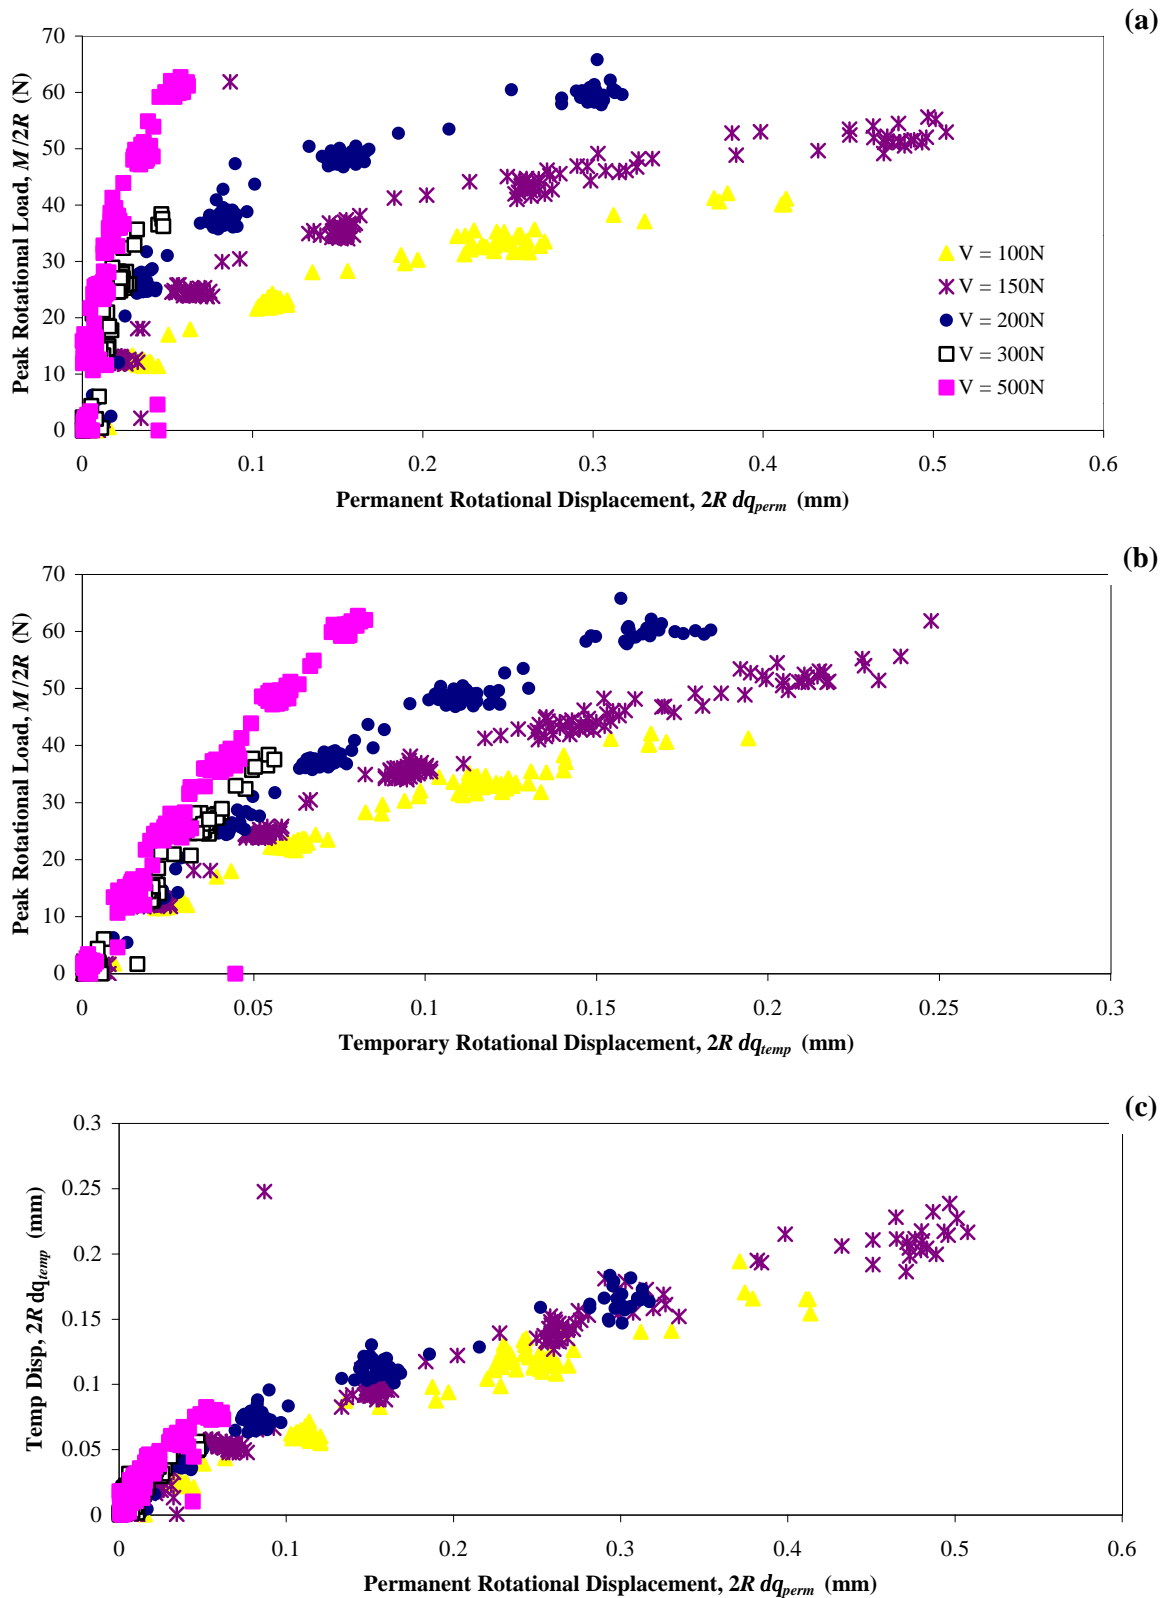 (a)
70
60
50
40
30
20
10
0
Peak Rotational Load, M/2R (N)
V = 100N
V = 150N
V = 200N
V = 300N
V = 500N
0 0.1 0.2 0.3 0.4 0.5 0.6
Permanent Rotational Displacement, 2R dq_perm (mm)
(b)
70
60
50
40
30
20
10
0
Peak Rotational Load, M/2R (N)
0 0.05 0.1 0.15 0.2 0.25 0.3
Temporary Rotational Displacement, 2R dq_temp (mm)
(c)
0.3
0.25
0.2
0.15
0.1
0.05
0
Temp Disp, 2R dq_temp (mm)
0 0.1 0.2 0.3 0.4 0.5 0.6
Permanent Rotational Displacement, 2R dq_perm (mm)